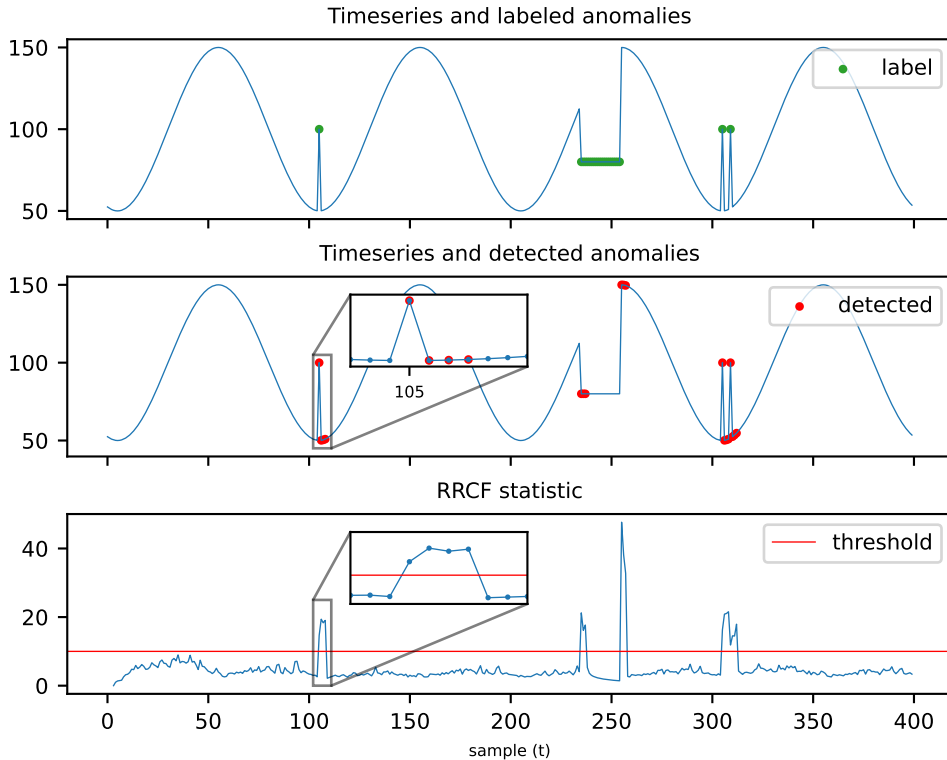 Timeseries and labeled anomalies
150
100
50
label
Timeseries and detected anomalies
150
100
50
105
detected
RRCF statistic
40
20
0
threshold
0 50 100 150 200 250 300 350 400
sample (t)